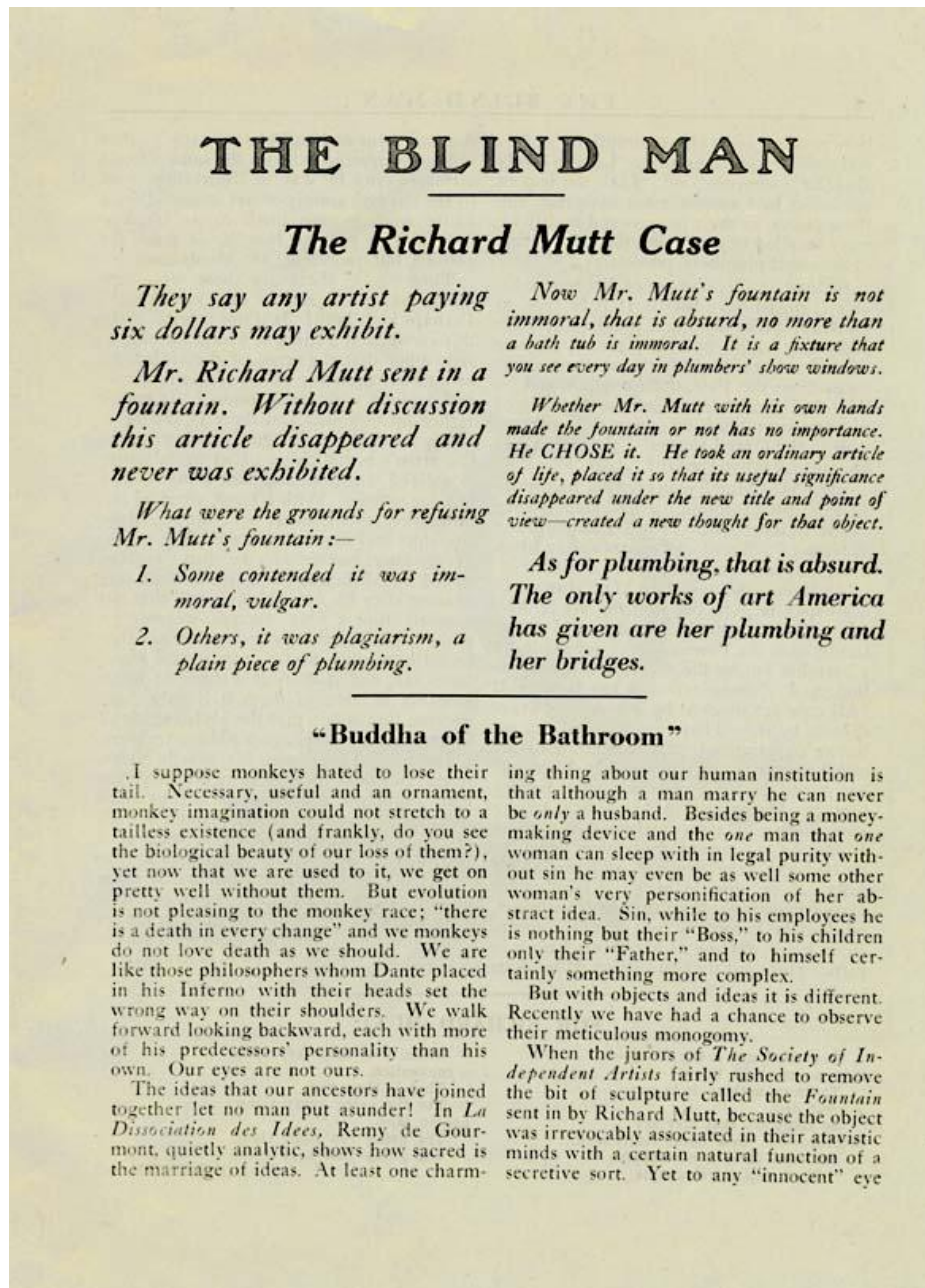 THE BLIND MAN
The Richard Mutt Case
They say any artist paying
six dollars may exhibit.
Mr. Richard Mutt sent in a
fountain. Without discussion
this article disappeared and
never was exhibited.
What were the grounds for refusing
Mr. Mutt's fountain:—
1. Some contended it was im-
moral, vulgar.
2. Others, it was plagiarism, a
plain piece of plumbing.
Now Mr. Mutt's fountain is not
immoral, that is absurd, no more than
a bath tub is immoral. It is a fixture that
you see every day in plumbers' show windows.
Whether Mr. Mutt with his own hands
made the fountain or not has no importance.
He CHOSE it. He took an ordinary article
of life, placed it so that its useful significance
disappeared under the new title and point of
view—created a new thought for that object.
As for plumbing, that is absurd.
The only works of art America
has given are her plumbing and
her bridges.
"Buddha of the Bathroom"
I suppose monkeys hated to lose their
tail. Necessary, useful and an ornament,
monkey imagination could not stretch to a
tailless existence (and frankly, do you see
the biological beauty of our loss of them?),
yet now that we are used to it, we get on
pretty well without them. But evolution
is not pleasing to the monkey race; "there
is a death in every change" and we monkeys
do not love death as we should. We are
like those philosophers whom Dante placed
in his Inferno with their heads set the
wrong way on their shoulders. We walk
forward looking backward, each with more
of his predecessors' personality than his
own. Our eyes are not ours.
The ideas that our ancestors have joined
together let no man put asunder! In La
Dissociation des Idees, Remy de Gour-
mont, quietly analytic, shows how sacred is
the marriage of ideas. At least one charm-
ing thing about our human institution is
that although a man marry he can never
be only a husband. Besides being a money-
making device and the one man that one
woman can sleep with in legal purity with-
out sin he may even be as well some other
woman's very personification of her ab-
stract idea. Sin, while to his employees he
is nothing but their "Boss," to his children
only their "Father," and to himself cer-
tainly something more complex.
But with objects and ideas it is different.
Recently we have had a chance to observe
their meticulous monogomy.
When the jurors of The Society of In-
dependent Artists fairly rushed to remove
the bit of sculpture called the Fountain
sent in by Richard Mutt, because the object
was irrevocably associated in their atavistic
minds with a certain natural function of a
secretive sort. Yet to any "innocent" eye